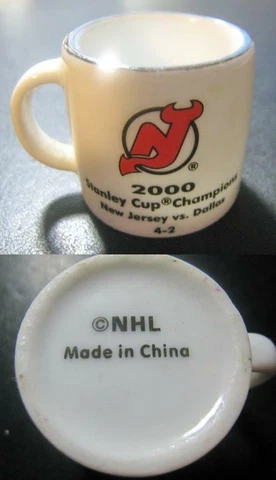 ®
2000
Stanley Cup® Champions
New Jersey vs. Dallas
4-2
©NHL
Made in China